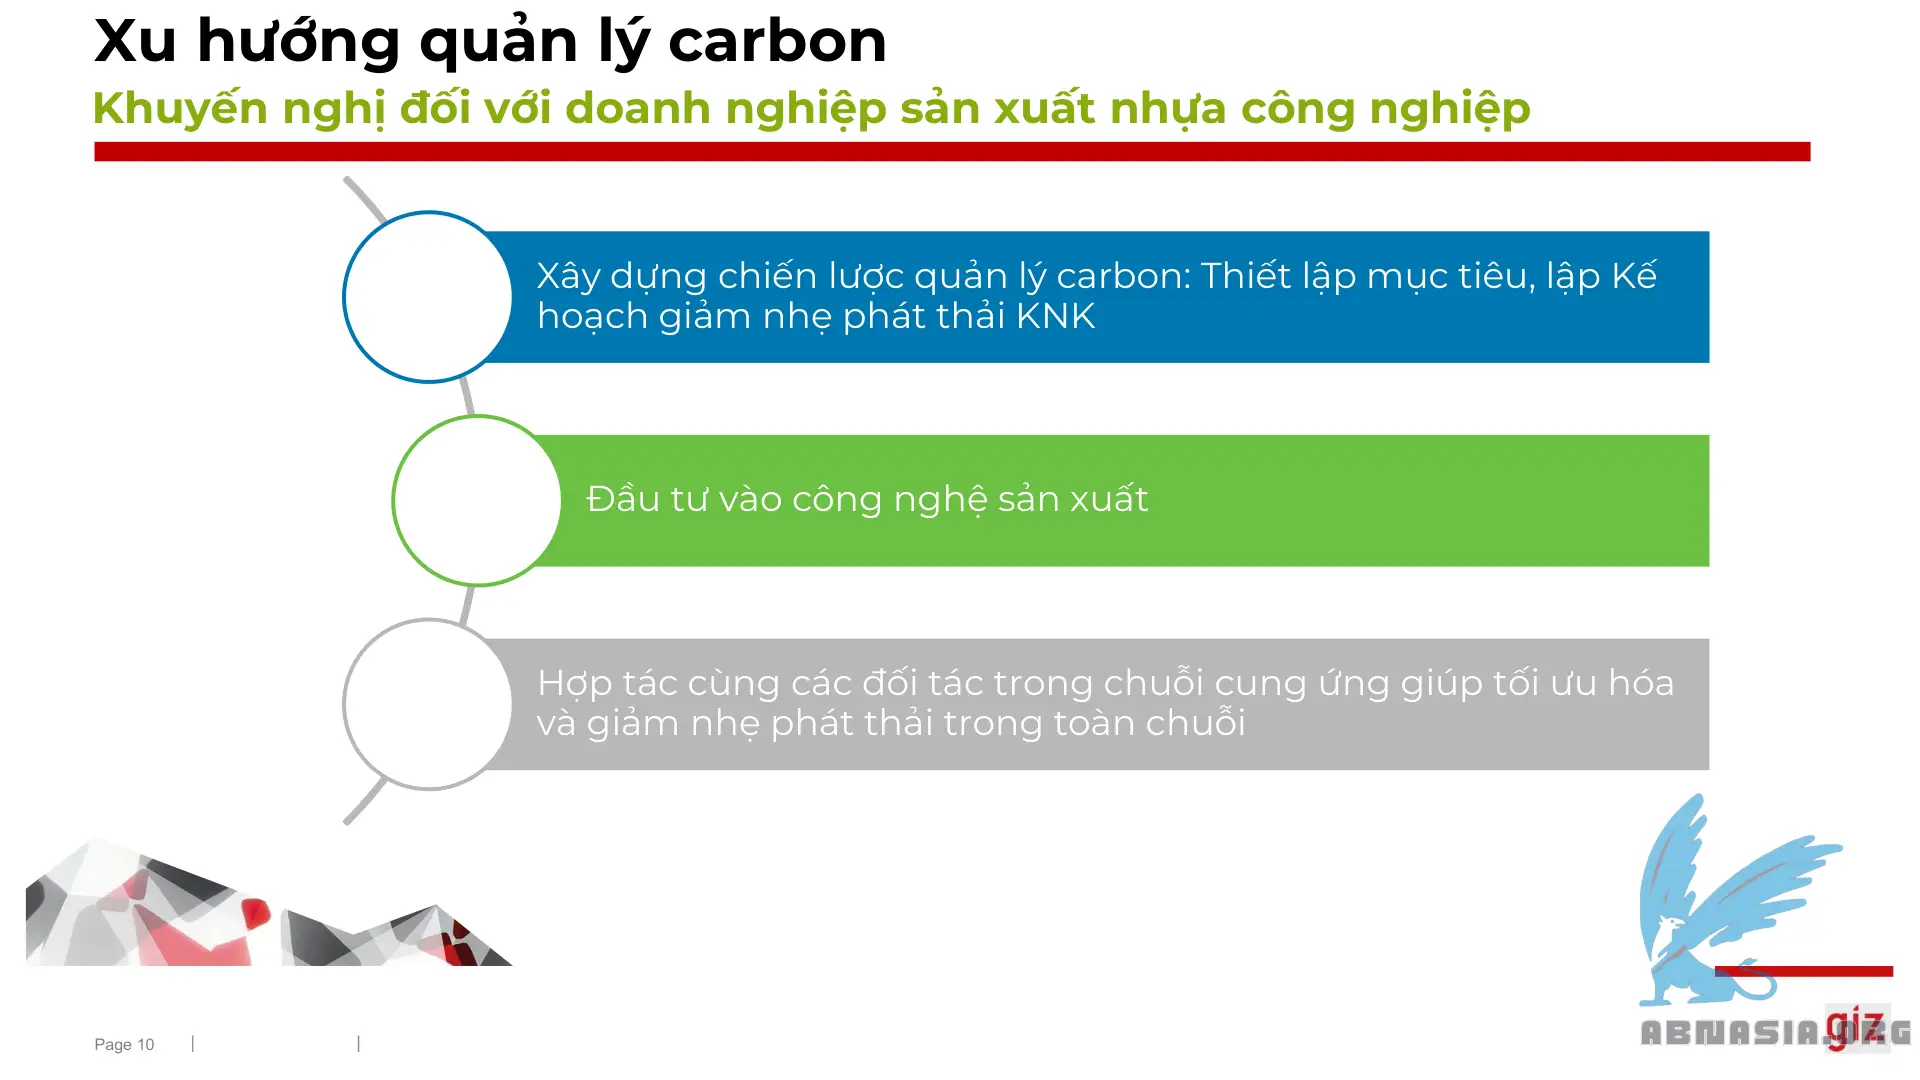 Xu hướng quản lý carbon
Khuyến nghị đối với doanh nghiệp sản xuất nhựa công nghiệp
Xây dựng chiến lược quản lý carbon: Thiết lập mục tiêu, lập Kế
hoạch giảm nhẹ phát thải KNK
Đầu tư vào công nghệ sản xuất
Hợp tác cùng các đối tác trong chuỗi cung ứng giúp tối ưu hóa
và giảm nhẹ phát thải trong toàn chuỗi
Page 10
giz
ABNASIA.ORG